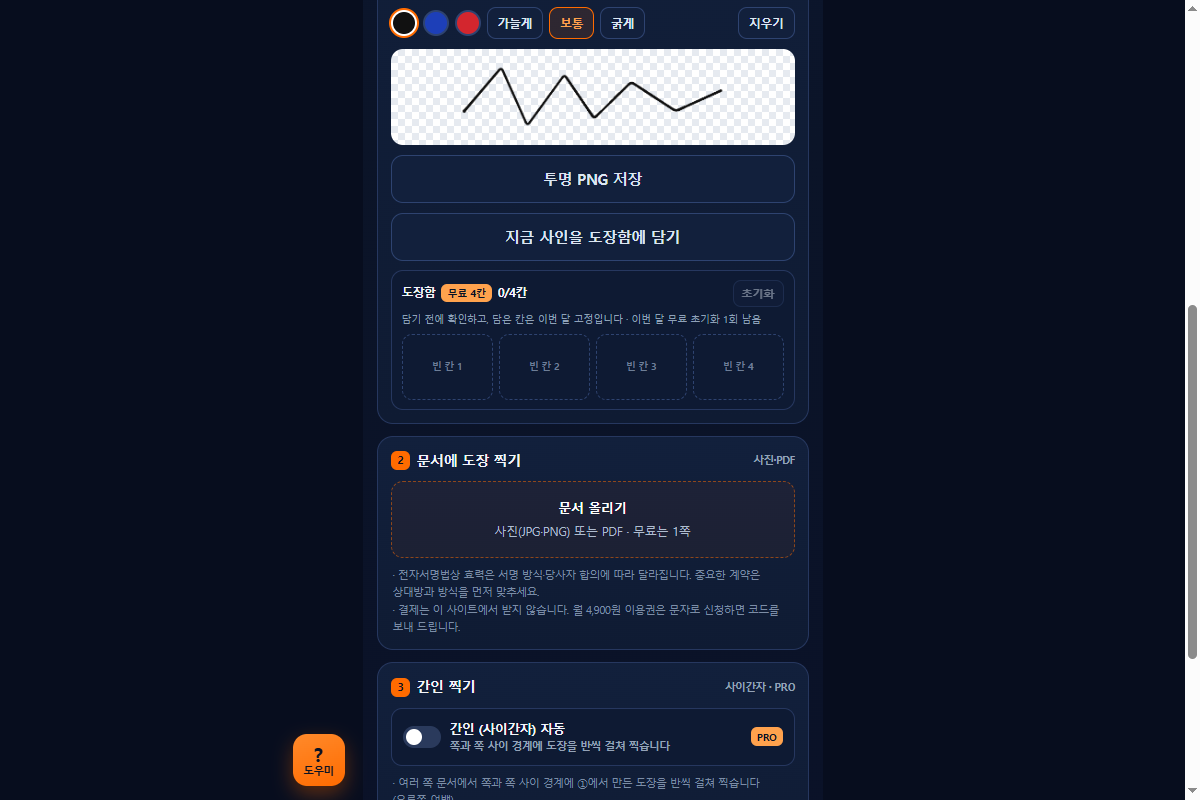 가늘게 보통 굵게 지우기
투명 PNG 저장
지금 사인을 도장함에 담기
도장함 무료 4칸 0/4칸 초기화
담기 전에 확인하고, 담은 칸은 이번 달 고정입니다 · 이번 달 무료 초기화 1회 남음
빈 칸 1 빈 칸 2 빈 칸 3 빈 칸 4
2 문서에 도장 찍기 사진·PDF
문서 올리기
사진(JPG·PNG) 또는 PDF · 무료는 1쪽
· 전자서명법상 효력은 서명 방식·당사자 합의에 따라 달라집니다. 중요한 계약은
상대방과 방식을 먼저 맞추세요.
· 결제는 이 사이트에서 받지 않습니다. 월 4,900원 이용권은 문자로 신청하면 코드를
보내 드립니다.
3 간인 찍기 사이간자 · PRO
간인 (사이간자) 자동
쪽과 쪽 사이 경계에 도장을 반씩 걸쳐 찍습니다
PRO
? 
도우미
· 여러 쪽 문서에서 쪽과 쪽 사이 경계에 ①에서 만든 도장을 반씩 걸쳐 찍습니다
(오른쪽 여백)